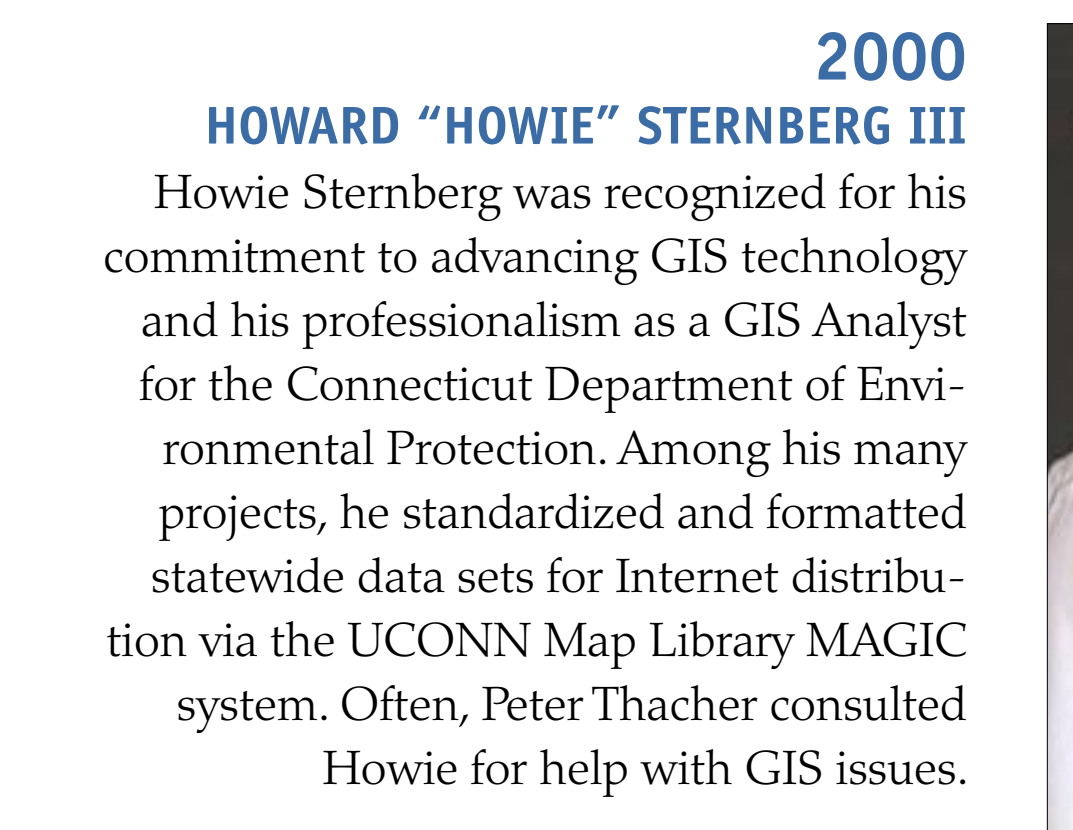 2000
HOWARD “HOWIE” STERNBERG III
Howie Sternberg was recognized for his
commitment to advancing GIS technology
and his professionalism as a GIS Analyst
for the Connecticut Department of Envi-
ronmental Protection. Among his many
projects, he standardized and formatted
statewide data sets for Internet distribu-
tion via the UCONN Map Library MAGIC
system. Often, Peter Thacher consulted
Howie for help with GIS issues.